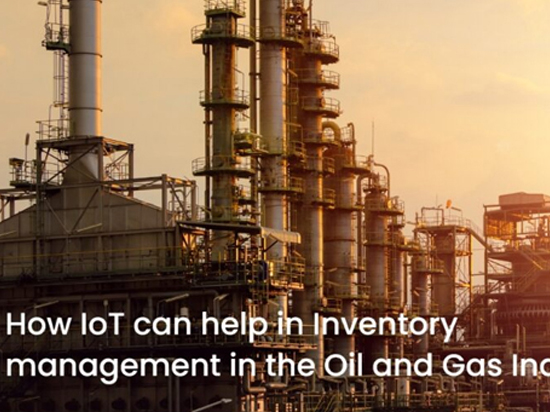 How IoT can help in Inventory
management in the Oil and Gas